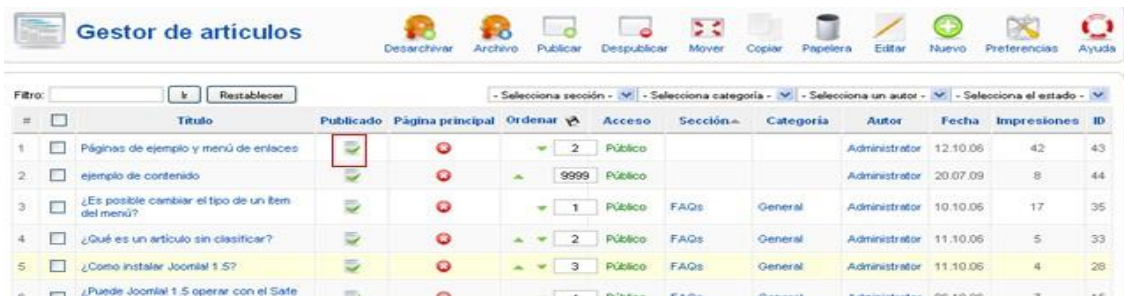 Gestor de artículos
Desarchivar Archivo Publicar Despublicar Mover Copiar Papelera Editar Nuevo Preferencias Ayuda
Filtro: Ir Restablecer - Selecciona sección - - Selecciona categoría - - Selecciona un autor - - Selecciona el estado -
# Título Publicado Página principal Ordenar Acceso Sección Categoría Autor Fecha Impresiones ID
1 Páginas de ejemplo y menú de enlaces 2 Público Administrator 12.10.06 42 43
2 ejemplo de contenido 9999 Público Administrator 20.07.09 8 44
3 ¿Es posible cambiar el tipo de un ítem
del menú? 1 Público FAQs General Administrator 10.10.06 17 35
4 ¿Qué es un artículo sin clasificar? 2 Público FAQs General Administrator 11.10.06 5 33
5 ¿Como instalar Joomla! 1.5? 3 Público FAQs General Administrator 11.10.06 4 28
¿Puede Joomla! 1.5 operar con el Safe